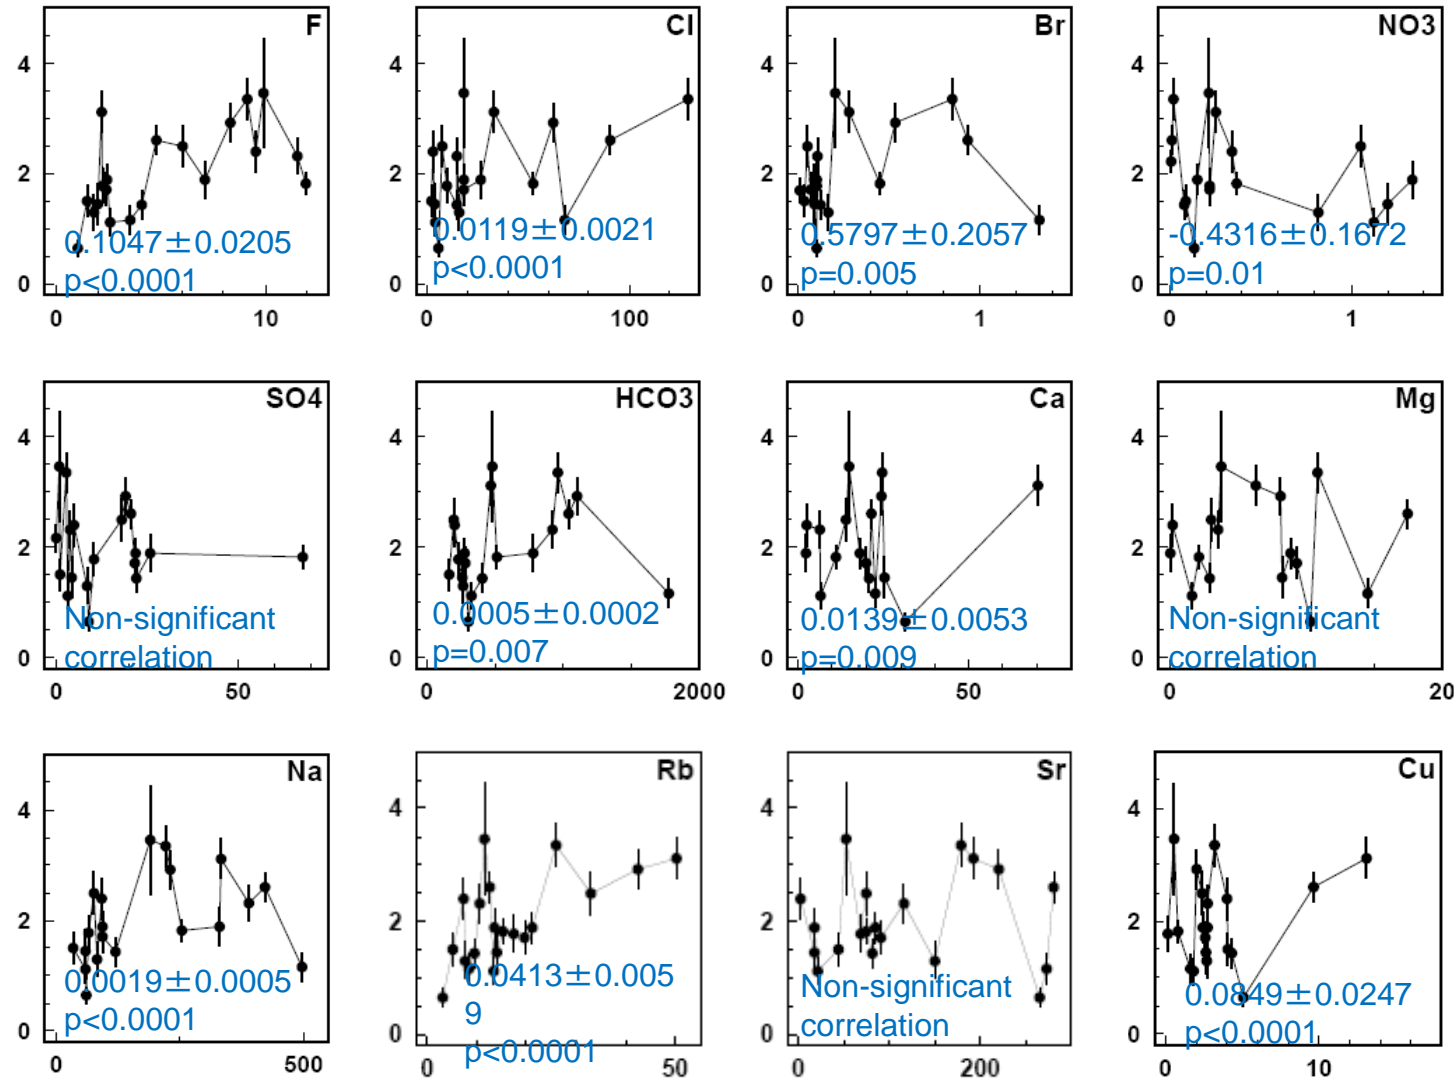 F
4
2
0
0.1047±0.0205
p<0.0001
0 10
Cl
4
2
0
0.0119±0.0021
p<0.0001
0 100
Br
4
2
0
0.5797±0.2057
p=0.005
0 1
NO3
4
2
0
-0.4316±0.1672
p=0.01
0 1
SO4
4
2
0
Non-significant
correlation
0 50
HCO3
4
2
0
0.0005±0.0002
p=0.007
0 2000
Ca
4
2
0
0.0139±0.0053
p=0.009
0 50
Mg
4
2
0
Non-significant
correlation
0 20
Na
4
2
0
0.0019±0.0005
p<0.0001
0 500
Rb
4
2
0
0.0413±0.005
9
p<0.0001
0 50
Sr
4
2
0
Non-significant
correlation
0 200
Cu
4
2
0
0.0849±0.0247
p<0.0001
0 10